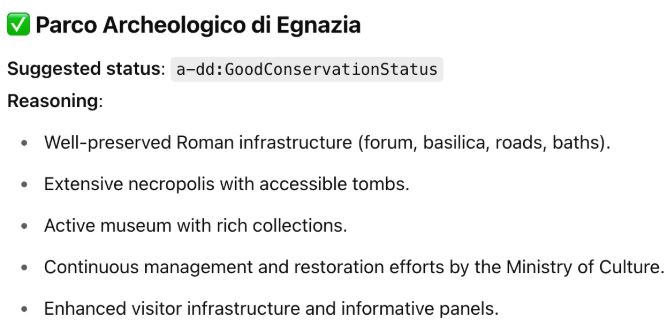 ✅ Parco Archeologico di Egnazia
Suggested status: a-dd:GoodConservationStatus
Reasoning:
• Well-preserved Roman infrastructure (forum, basilica, roads, baths).
• Extensive necropolis with accessible tombs.
• Active museum with rich collections.
• Continuous management and restoration efforts by the Ministry of Culture.
• Enhanced visitor infrastructure and informative panels.